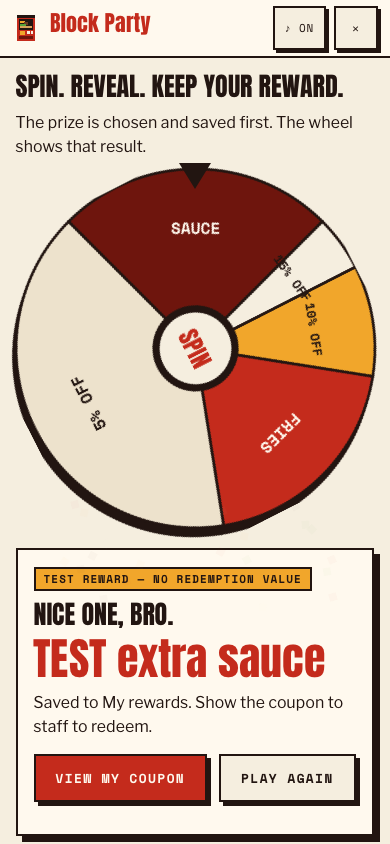 Block Party
♪ ON
×
SPIN. REVEAL. KEEP YOUR REWARD.
The prize is chosen and saved first. The wheel
shows that result.
SAUCE
15% OFF
10% OFF
SPIN
5% OFF
FRIES
TEST REWARD — NO REDEMPTION VALUE
NICE ONE, BRO.
TEST extra sauce
Saved to My rewards. Show the coupon to
staff to redeem.
VIEW MY COUPON
PLAY AGAIN